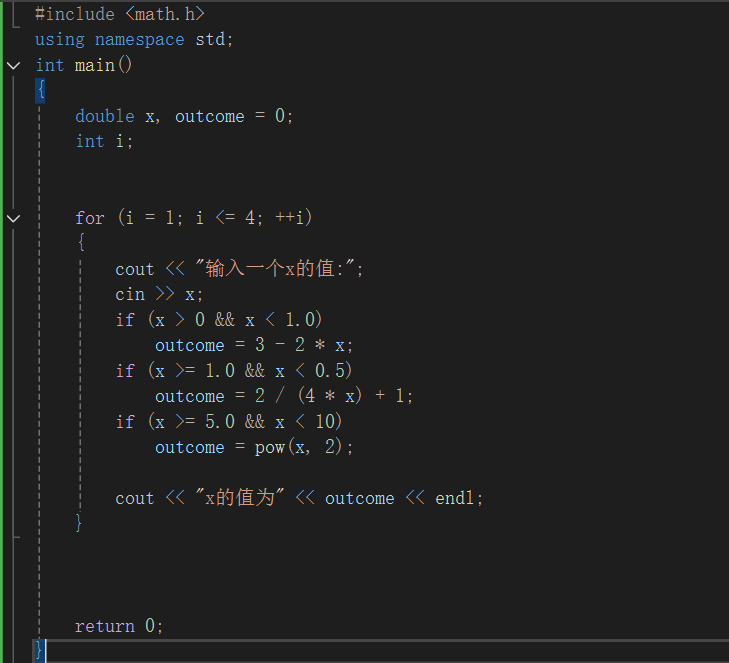 #include <math.h>
using namespace std;
int main()
{
double x, outcome = 0;
int i;
for (i = 1; i <= 4; ++i)
{
cout << "输入一个x的值:";
cin >> x;
if (x > 0 && x < 1.0)
outcome = 3 - 2 * x;
if (x >= 1.0 && x < 0.5)
outcome = 2 / (4 * x) + 1;
if (x >= 5.0 && x < 10)
outcome = pow(x, 2);
cout << "x的值为" << outcome << endl;
}
return 0;
}